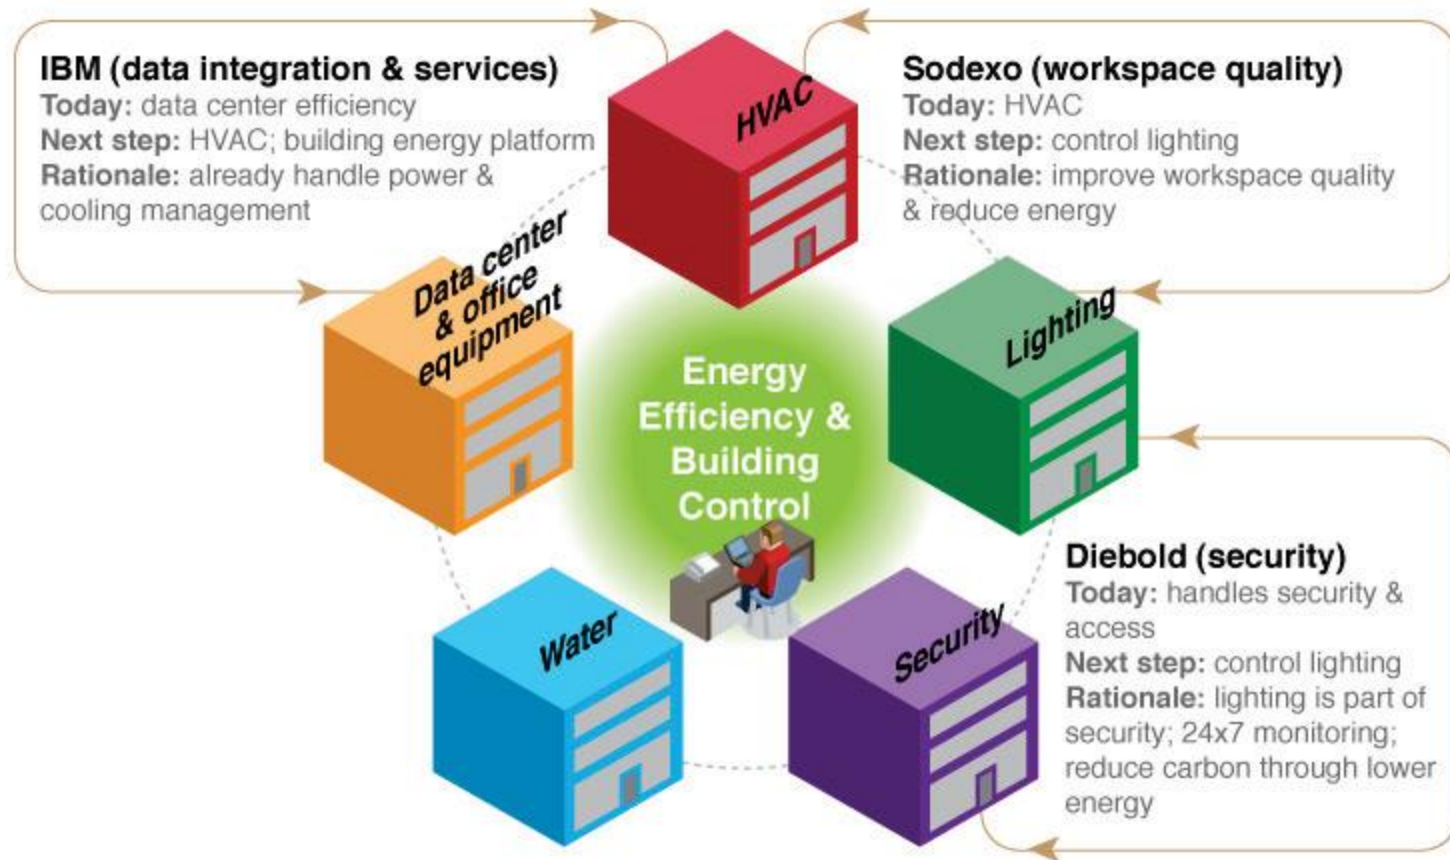 IBM (data integration & services)
Today: data center efficiency
Next step: HVAC; building energy platform
Rationale: already handle power &
cooling management
HVAC
Sodexo (workspace quality)
Today: HVAC
Next step: control lighting
Rationale: improve workspace quality
& reduce energy
Data center
& office
equipment
Lighting
Energy
Efficiency &
Building
Control
Diebold (security)
Today: handles security &
access
Next step: control lighting
Rationale: lighting is part of
security; 24x7 monitoring;
reduce carbon through lower
energy
Water
Security